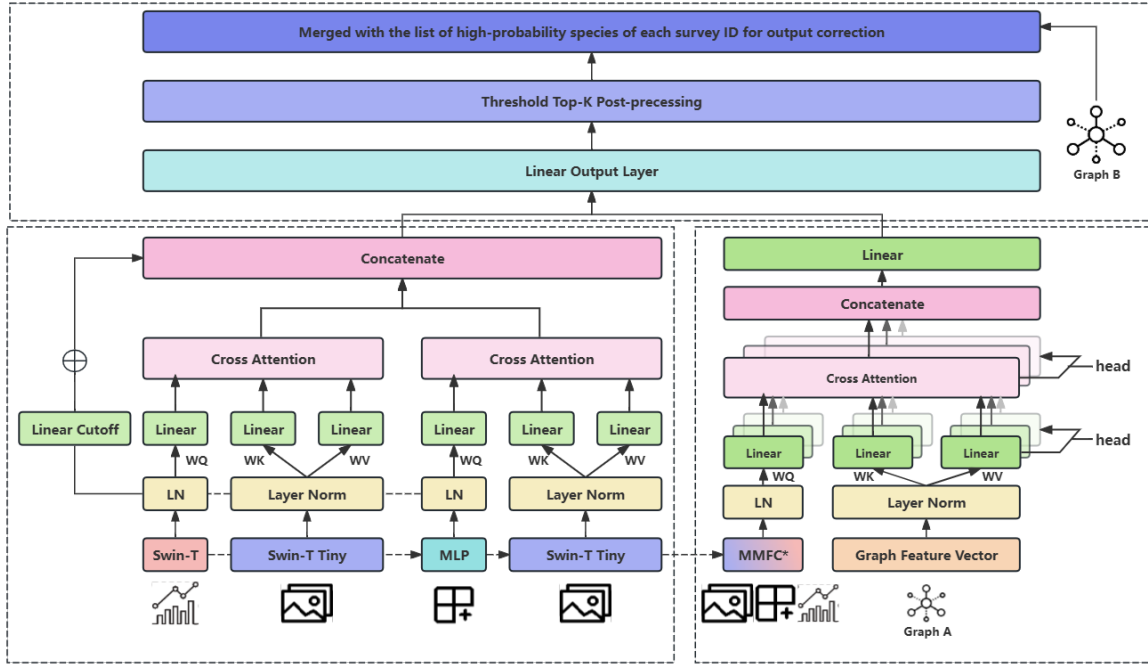 Merged with the list of high-probability species of each survey ID for output correction
Threshold Top-K Post-precessing
Graph B
Linear Output Layer
Concatenate
Linear
Concatenate
Cross Attention
Cross Attention
Cross Attention
head
Linear Cutoff
Linear
Linear
Linear
Linear
Linear
Linear
Linear
Linear
Linear
head
WQ
WK
WV
WQ
WK
WV
WQ
WK
WV
LN
Layer Norm
LN
Layer Norm
LN
Layer Norm
Swin-T
Swin-T Tiny
MLP
Swin-T Tiny
MMFC*
Graph Feature Vector
Graph A